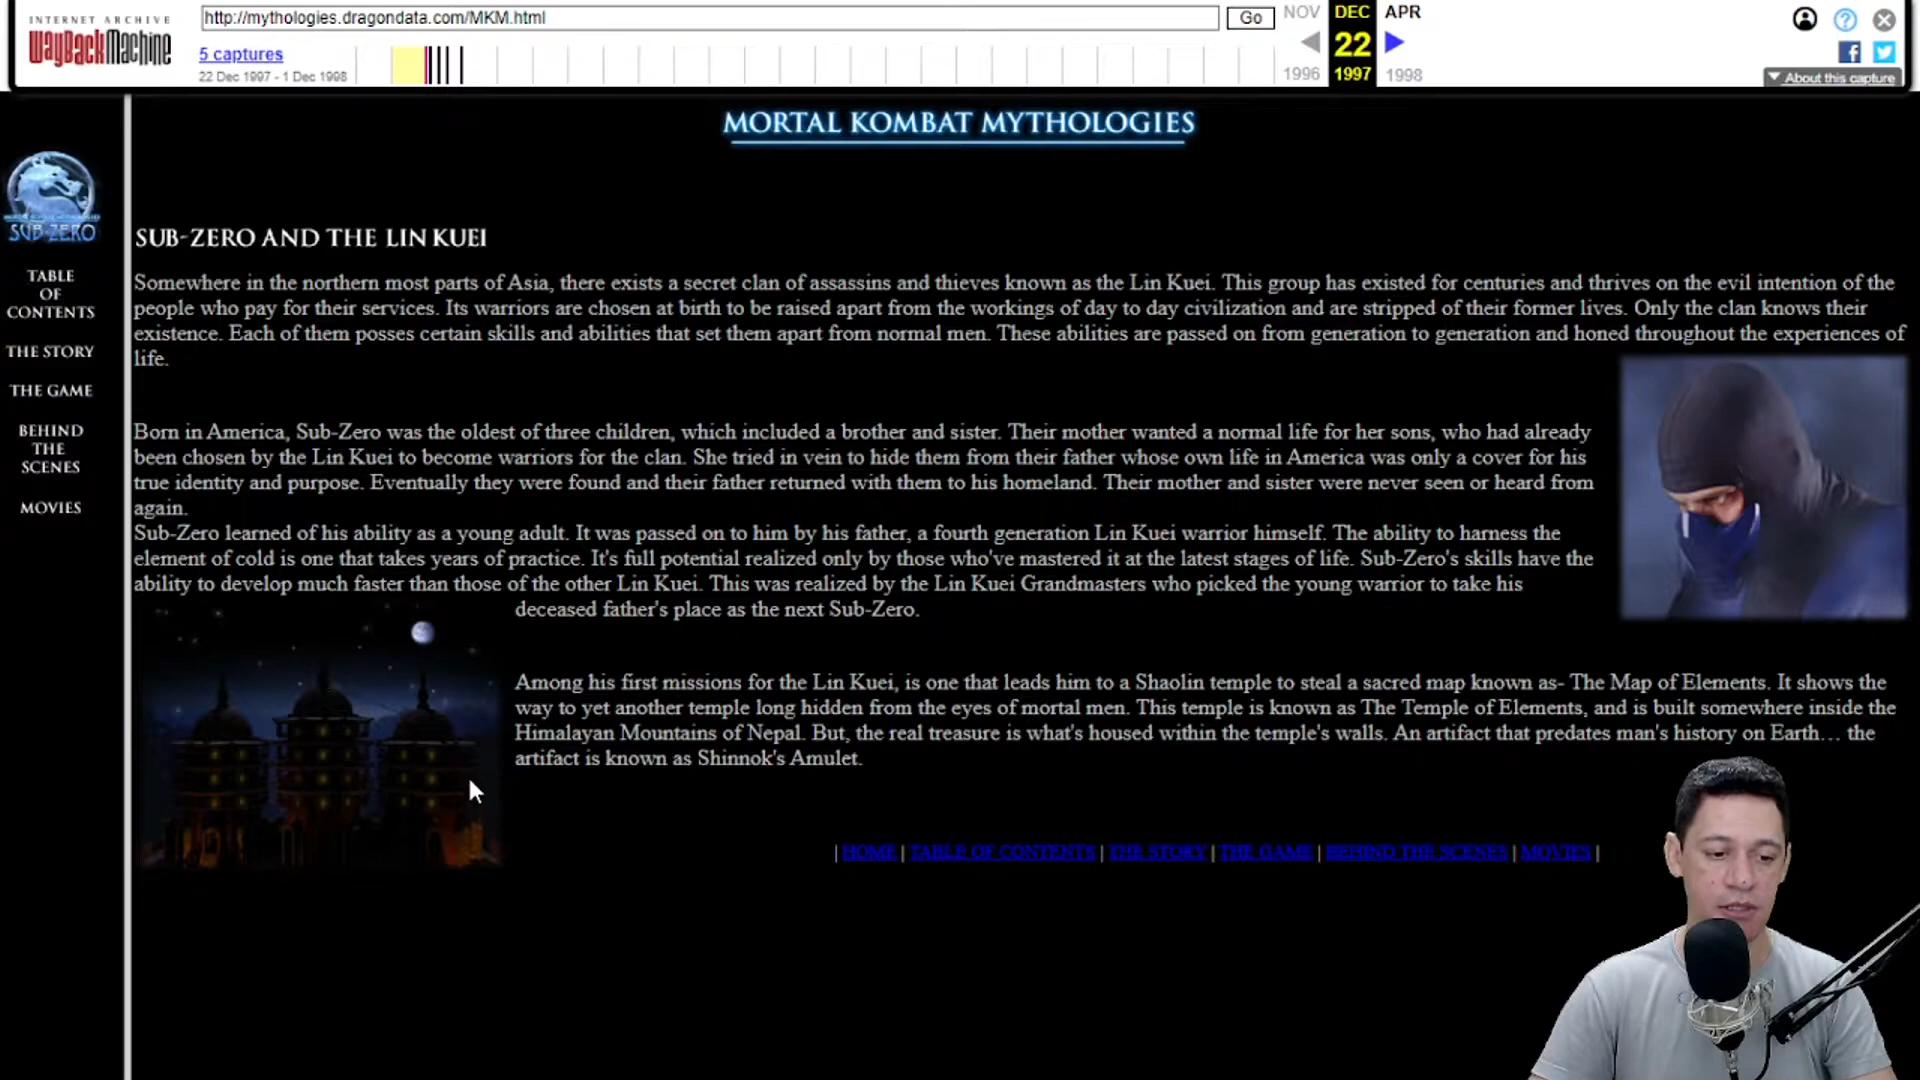 INTERNET ARCHIVE
WayBackMachine
http://mythologies.dragondata.com/MKM.html
Go
NOV
DEC
APR
5 captures
22 Dec 1997 - 1 Dec 1998
22
1996
1997
1998
About this capture
MORTAL KOMBAT MYTHOLOGIES
SUB-ZERO
TABLE
OF
CONTENTS
THE STORY
THE GAME
BEHIND
THE
SCENES
MOVIES
SUB-ZERO AND THE LIN KUEI
Somewhere in the northern most parts of Asia, there exists a secret clan of assassins and thieves known as the Lin Kuei. This group has existed for centuries and thrives on the evil intention of the
people who pay for their services. Its warriors are chosen at birth to be raised apart from the workings of day to day civilization and are stripped of their former lives. Only the clan knows their
existence. Each of them posses certain skills and abilities that set them apart from normal men. These abilities are passed on from generation to generation and honed throughout the experiences of
life.
Born in America, Sub-Zero was the oldest of three children, which included a brother and sister. Their mother wanted a normal life for her sons, who had already
been chosen by the Lin Kuei to become warriors for the clan. She tried in vein to hide them from their father whose own life in America was only a cover for his
true identity and purpose. Eventually they were found and their father returned with them to his homeland. Their mother and sister were never seen or heard from
again.
Sub-Zero learned of his ability as a young adult. It was passed on to him by his father, a fourth generation Lin Kuei warrior himself. The ability to harness the
element of cold is one that takes years of practice. It's full potential realized only by those who've mastered it at the latest stages of life. Sub-Zero's skills have the
ability to develop much faster than those of the other Lin Kuei. This was realized by the Lin Kuei Grandmasters who picked the young warrior to take his
deceased father's place as the next Sub-Zero.
Among his first missions for the Lin Kuei, is one that leads him to a Shaolin temple to steal a sacred map known as- The Map of Elements. It shows the
way to yet another temple long hidden from the eyes of mortal men. This temple is known as The Temple of Elements, and is built somewhere inside the
Himalayan Mountains of Nepal. But, the real treasure is what's housed within the temple's walls. An artifact that predates man's history on Earth… the
artifact is known as Shinnok's Amulet.
| HOME | TABLE OF CONTENTS | THE STORY | THE GAME | BEHIND THE SCENES | MOVIES |